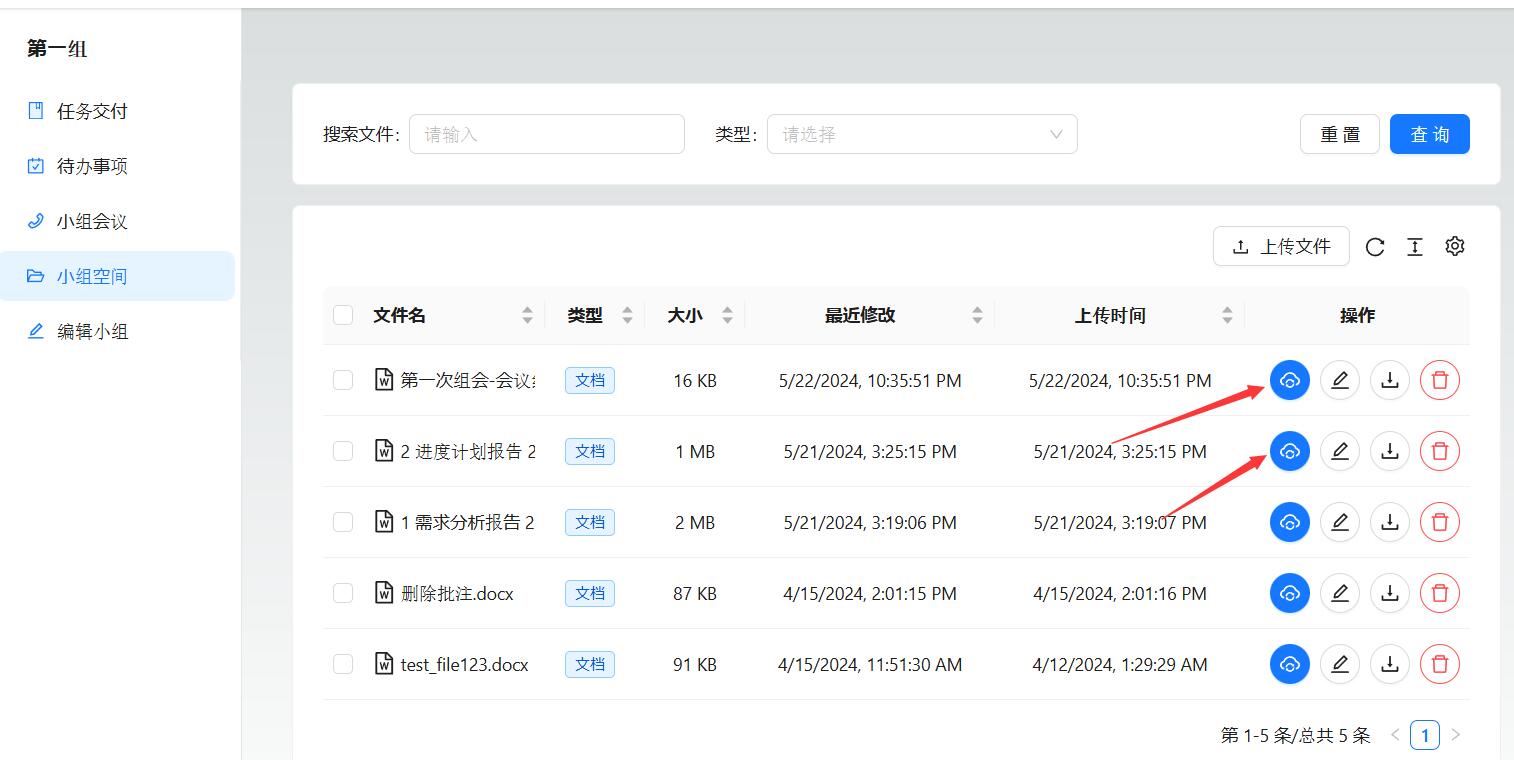 第一组
任务交付
待办事项
小组会议
小组空间
编辑小组
搜索文件: 请输入 类型: 请选择 重 置 查 询
上传文件
文件名 类型 大小 最近修改 上传时间 操作
第一次组会-会议 文档 16 KB 5/22/2024, 10:35:51 PM 5/22/2024, 10:35:51 PM
2 进度计划报告 2 文档 1 MB 5/21/2024, 3:25:15 PM 5/21/2024, 3:25:15 PM
1 需求分析报告 2 文档 2 MB 5/21/2024, 3:19:06 PM 5/21/2024, 3:19:07 PM
删除批注.docx 文档 87 KB 4/15/2024, 2:01:15 PM 4/15/2024, 2:01:16 PM
test_file123.docx 文档 91 KB 4/15/2024, 11:51:30 AM 4/12/2024, 1:29:29 AM
第 1-5 条/总共 5 条 1